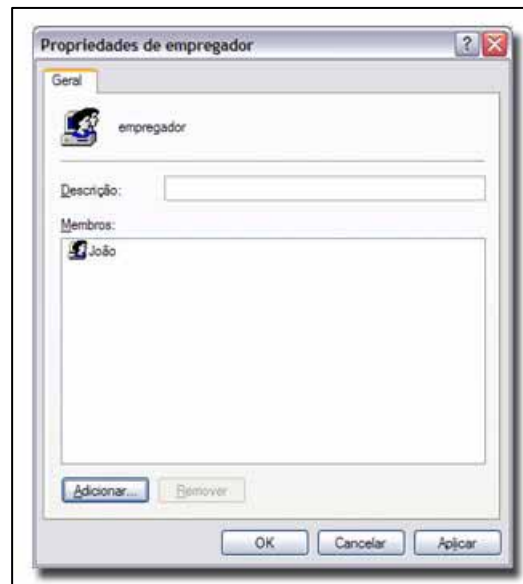 Propriedades de empregador
?
Geral
empregador
Descrição:
Membros:
João
Adicionar...
Remover
OK
Cancelar
Aplicar